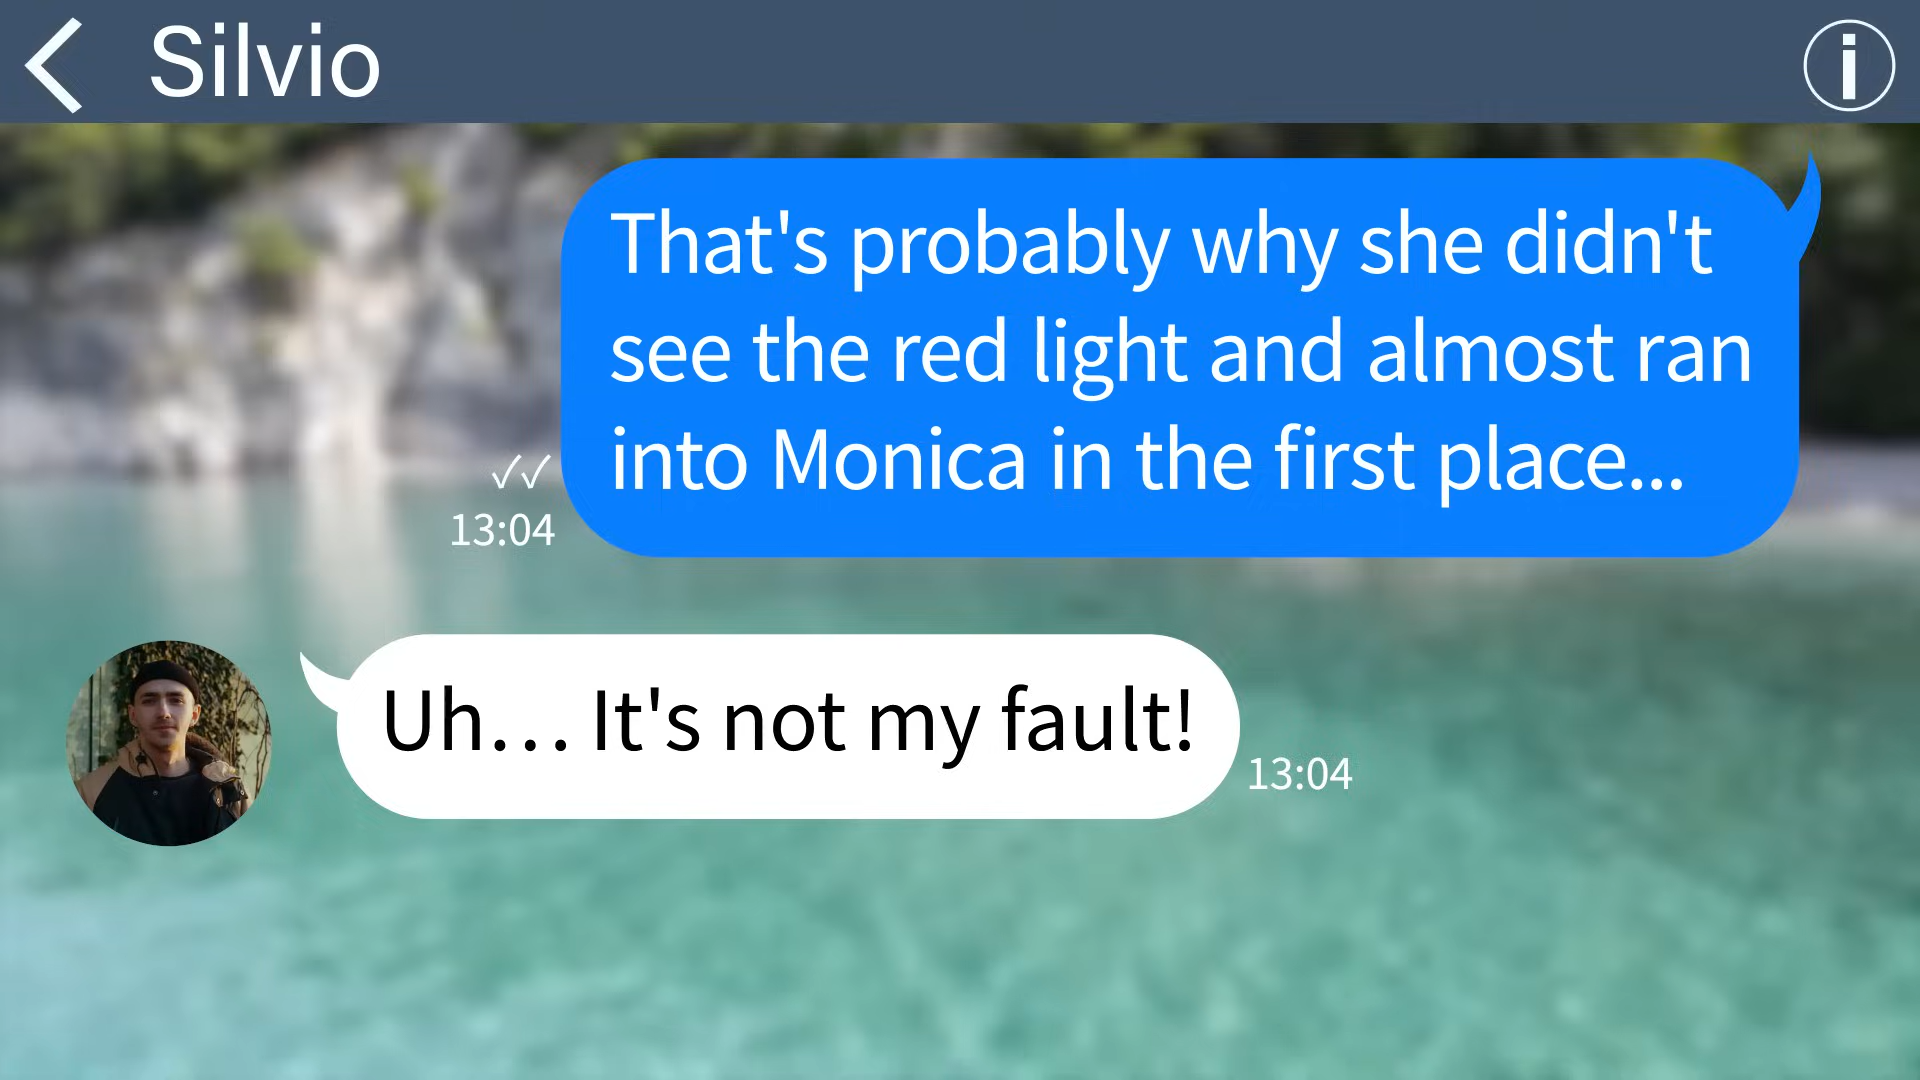 Silvio
That's probably why she didn't
see the red light and almost ran
into Monica in the first place...
13:04
Uh… It's not my fault!
13:04